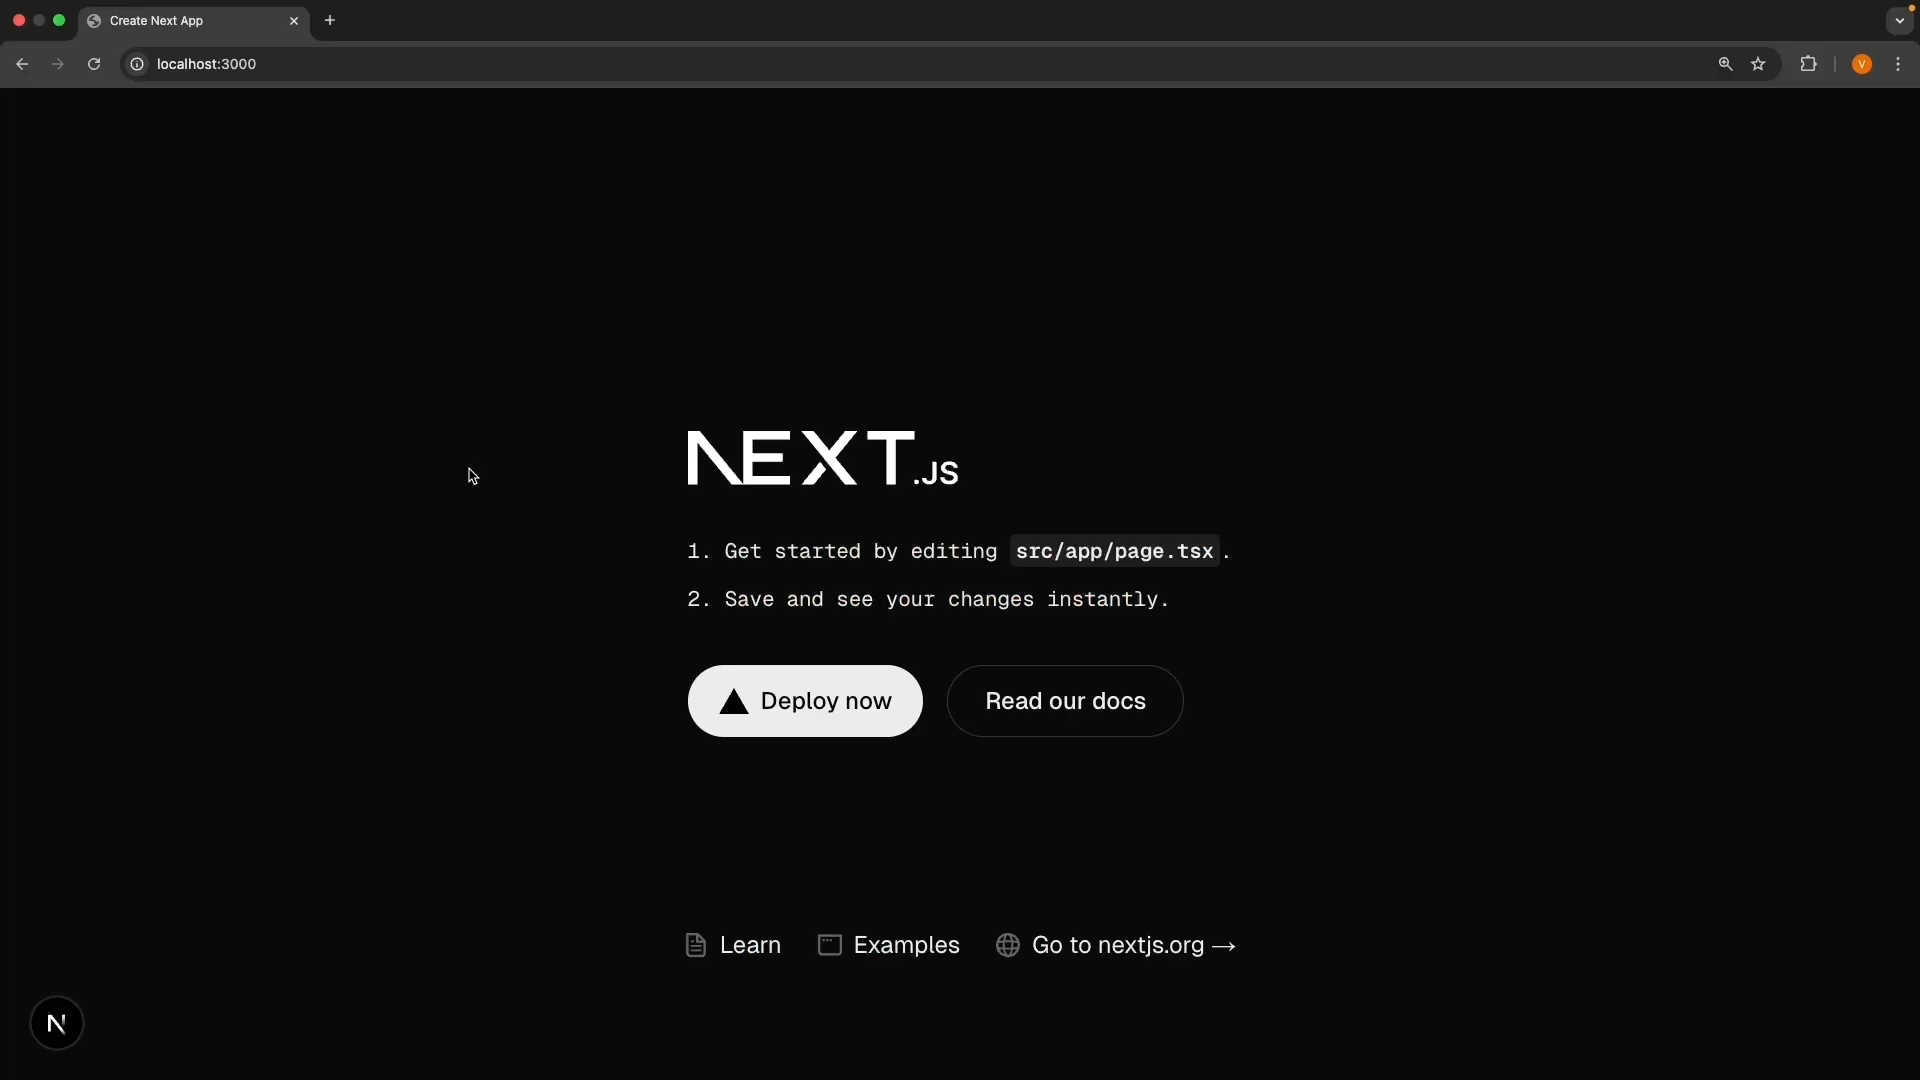 Create Next App
localhost:3000
V
NEXT.JS
1. Get started by editing src/app/page.tsx.
2. Save and see your changes instantly.
Deploy now
Read our docs
Learn
Examples
Go to nextjs.org →
N